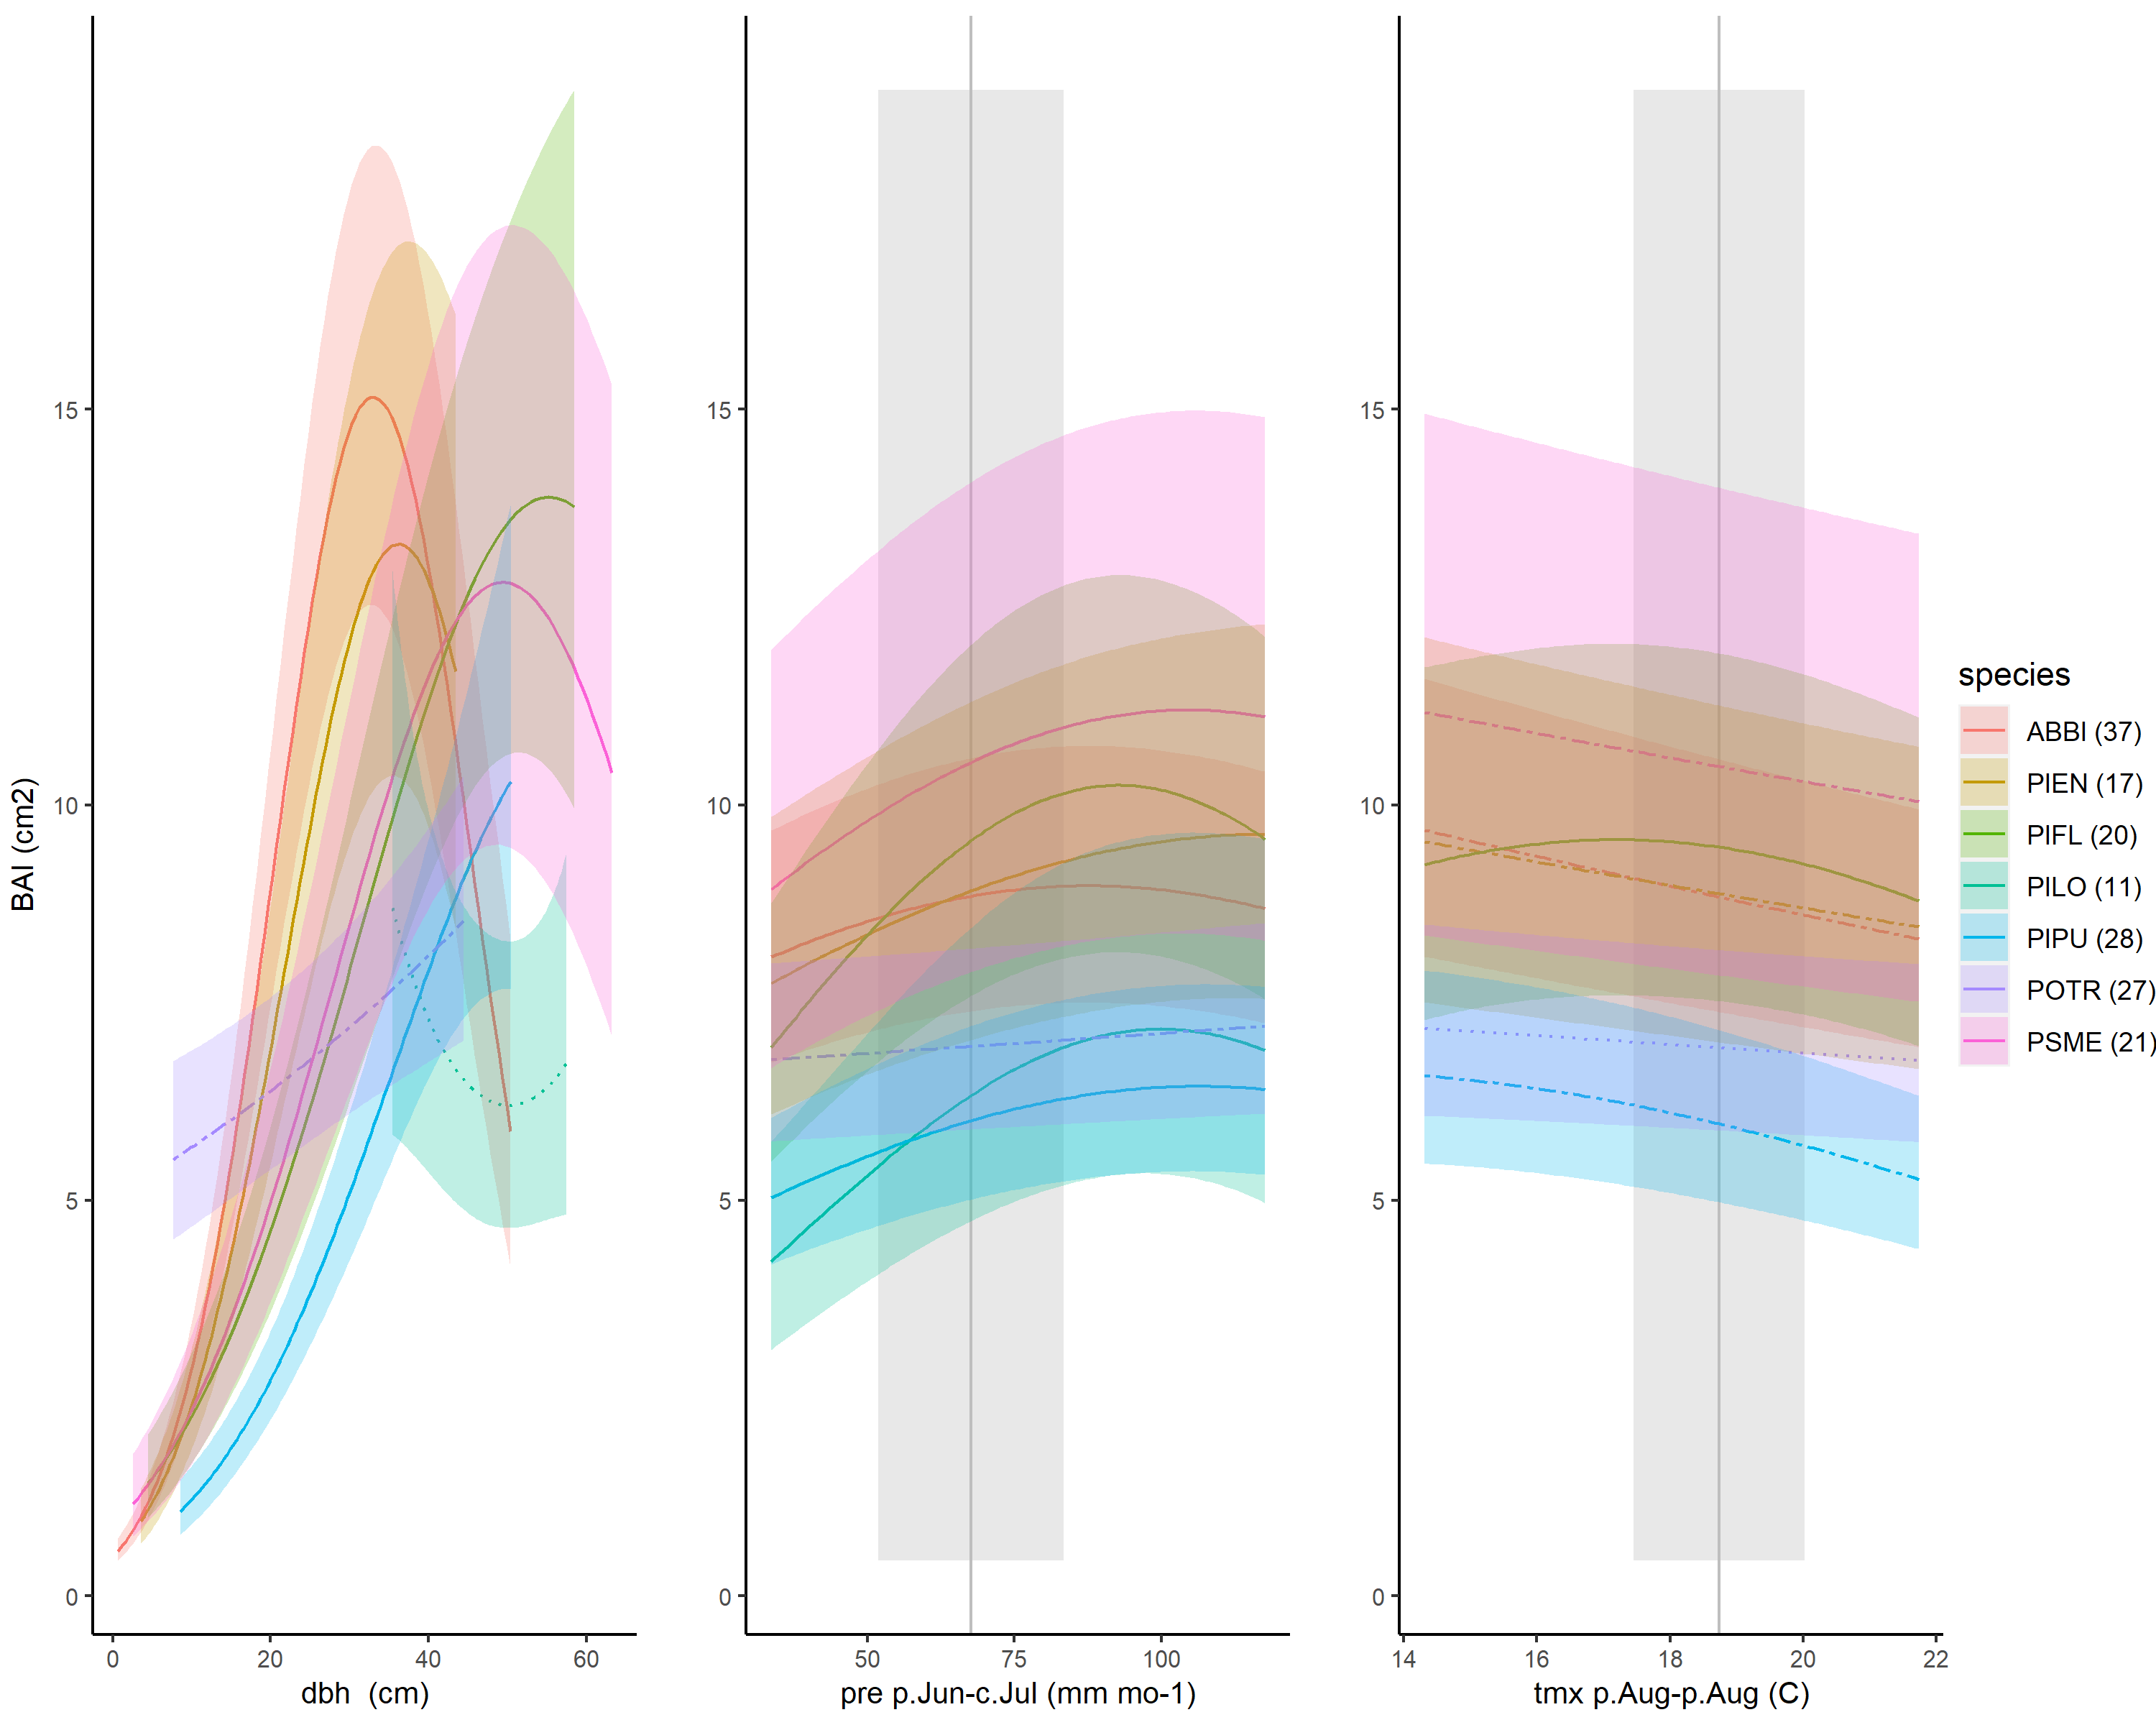 BAI (cm2)
15
10
5
0
0 20 40 60
dbh (cm)
15
10
5
0
50 75 100
pre p.Jun-c.Jul (mm mo-1)
15
10
5
0
14 16 18 20 22
tmx p.Aug-p.Aug (C)
species
ABBI (37)
PIEN (17)
PIFL (20)
PILO (11)
PIPU (28)
POTR (27)
PSME (21)